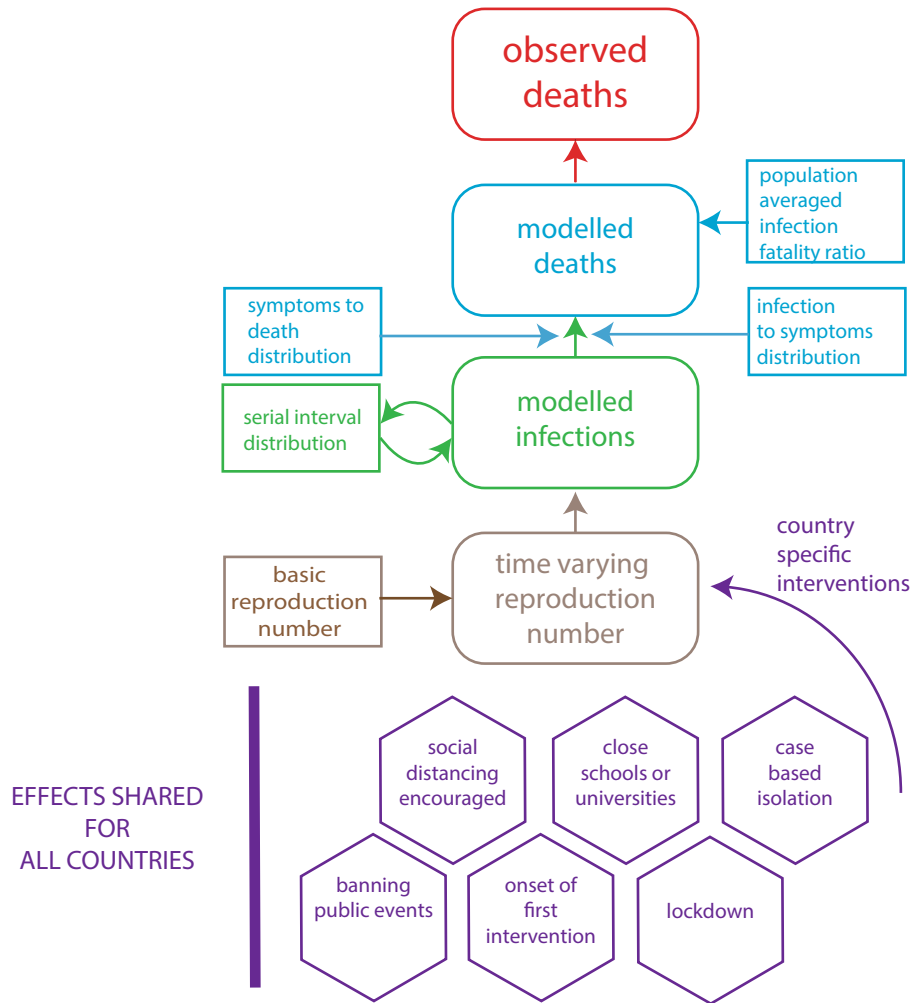 observed
deaths
modelled
deaths
population
averaged
infection
fatality ratio
symptoms to
death
distribution
infection
to symptoms
distribution
modelled
infections
serial interval
distribution
time varying
reproduction
number
basic
reproduction
number
country
specific
interventions
EFFECTS SHARED
FOR
ALL COUNTRIES
social
distancing
encouraged
close
schools or
universities
case
based
isolation
banning
public events
onset of
first
intervention
lockdown